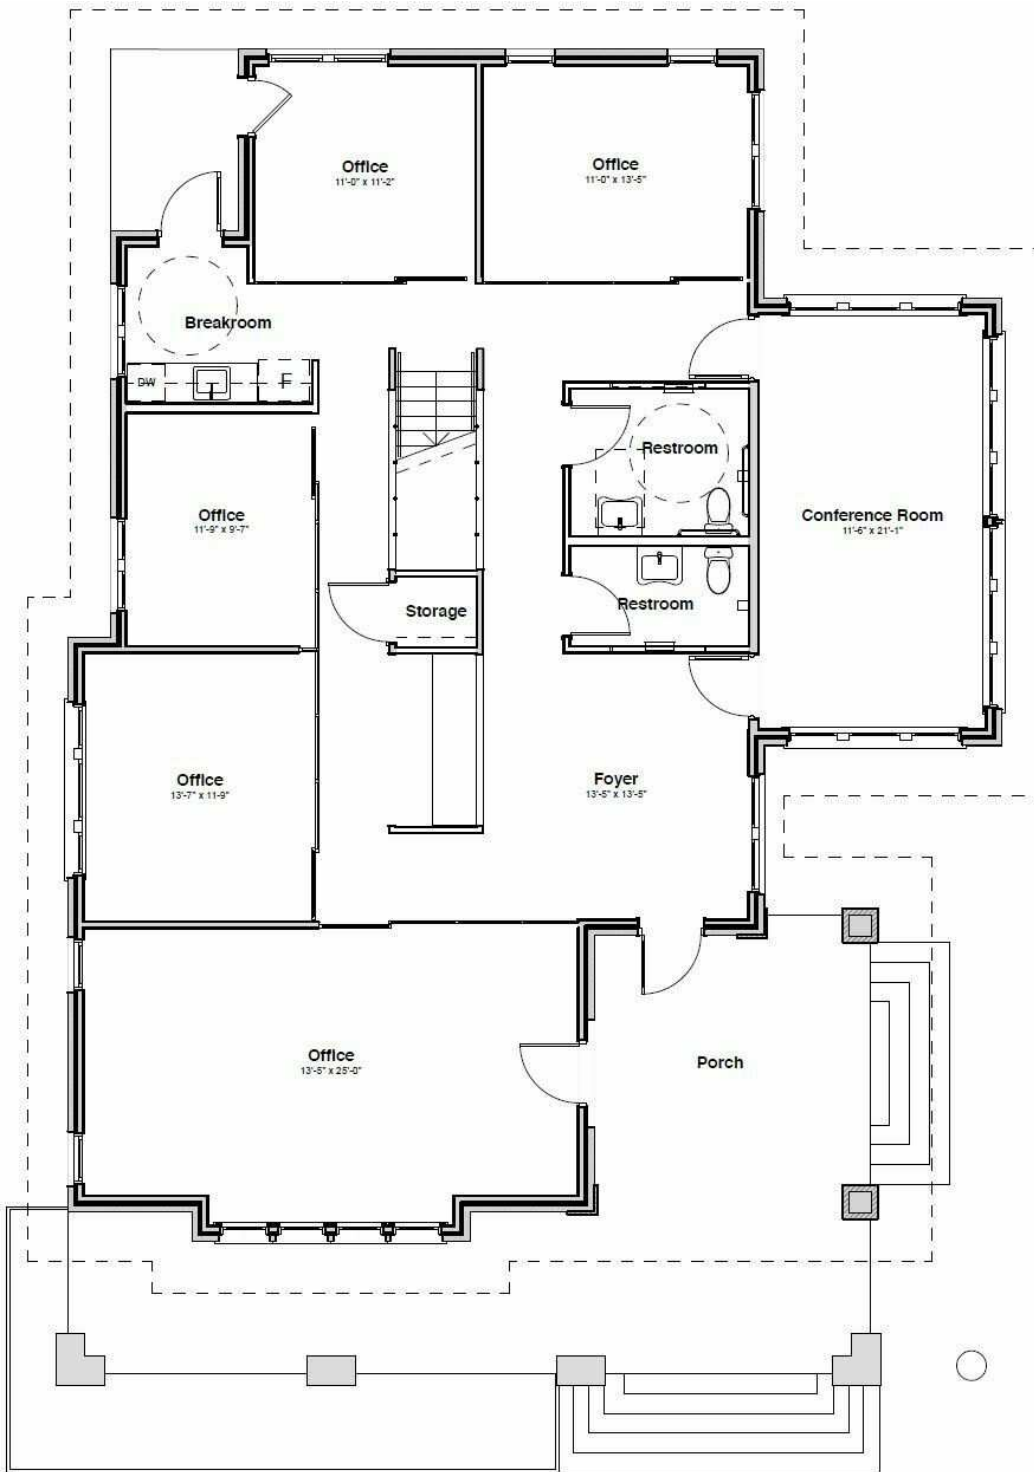 Office
11'-0" x 11'-2"
Office
11'-0" x 13'-5"
Breakroom
DW
F
Restroom
Office
11'-9" x 9'-7"
Conference Room
11'-6" x 21'-1"
Storage
Restroom
Office
13'-7" x 11'-9"
Foyer
13'-5" x 13'-5"
Office
13'-5" x 25'-0"
Porch